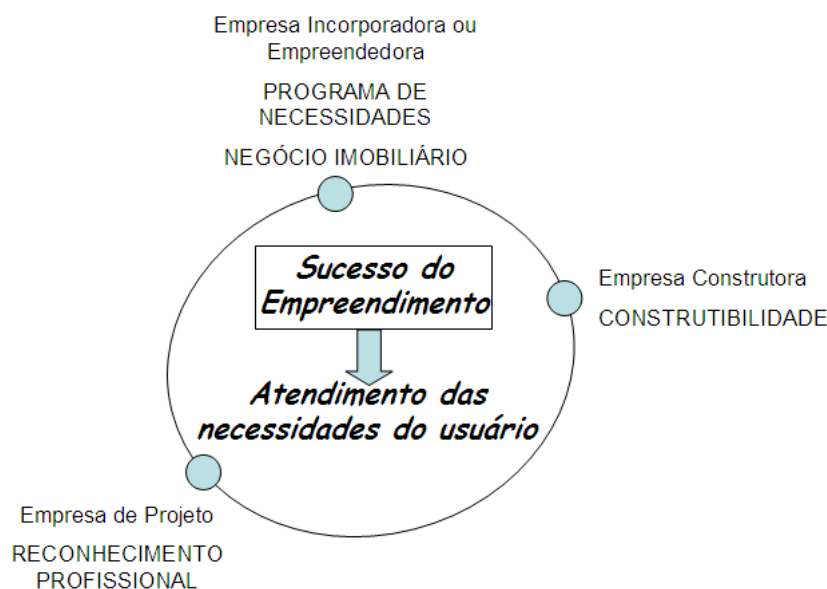 Empresa Incorporadora ou
Empreendedora
PROGRAMA DE
NECESSIDADES
NEGÓCIO IMOBILIÁRIO
Sucesso do
Empreendimento
Empresa Construtora
CONSTRUTIBILIDADE
Atendimento das
necessidades do usuário
Empresa de Projeto
RECONHECIMENTO
PROFISSIONAL